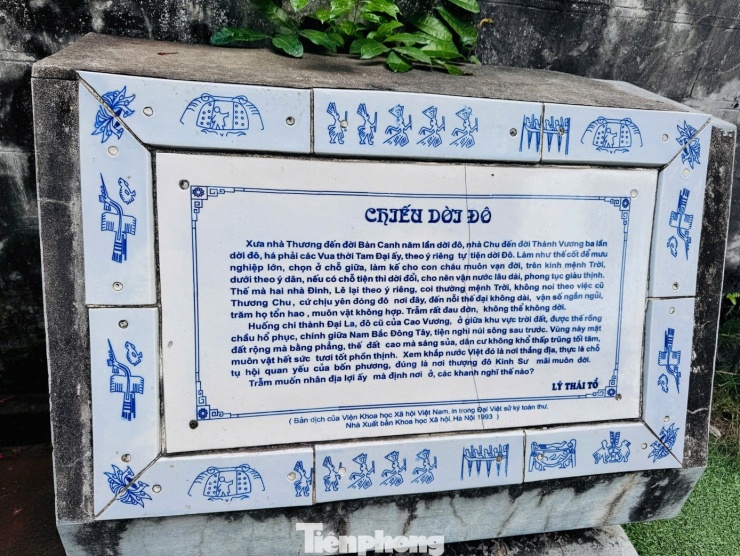 CHIẾU DỜI ĐÔ
Xưa nhà Thương đến đời Bàn Canh năm lần dời đô, nhà Chu đến đời Thành Vương ba lần
dời đô, há phải các Vua thời Tam Đại ấy, theo ý riêng tự tiện dời Đô. Làm như thế cốt để mưu
nghiệp lớn, chọn ở chỗ giữa, làm kế cho con cháu muôn vạn đời, trên kinh mệnh Trời,
dưới theo ý dân, nếu có chỗ tiện thì dời đổi, cho nên vận nước lâu dài, phong tục giàu thịnh.
Thế mà hai nhà Đinh, Lê lại theo ý riêng, coi thường mệnh Trời, không noi theo việc cũ
Thương Chu , cứ chịu yên đóng đô nơi đây, đến nỗi thế đại không dài, vận số ngắn ngủi,
trăm họ tổn hao , muôn vật không hợp. Trẫm rất đau đớn, không thể không dời.
Huống chi thành Đại La, đô cũ của Cao Vương, ở giữa khu vực trời đất, được thế rồng
chầu hổ phục, chính giữa Nam Bắc Đông Tây, tiện nghi núi sông sau trước. Vùng này mặt
đất rộng mà bằng phẳng, thế đất cao mà sáng sủa, dân cư không khổ thấp trũng tối tăm,
muôn vật hết sức tươi tốt phồn thịnh. Xem khắp nước Việt đó là nơi thắng địa, thực là chỗ
tụ hội quan yếu của bốn phương, đúng là nơi thượng đô Kinh Sư mãi muôn đời.
Trẫm muốn nhân địa lợi ấy mà định nơi ở, các khanh nghĩ thế nào?
LÝ THÁI TỔ
( Bản dịch của Viện Khoa học Xã hội Việt Nam, in trong Đại Việt sử ký toàn thư.
Nhà Xuất bản Khoa học Xã hội, Hà Nội 1993 )
Tienphong